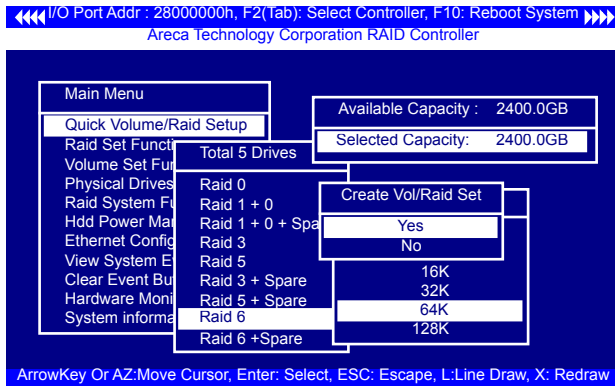 I/O Port Addr : 28000000h, F2(Tab): Select Controller, F10: Reboot System
Areca Technology Corporation RAID Controller
Main Menu
Quick Volume/Raid Setup
Raid Set Functi
Volume Set Fun
Physical Drives
Raid System Fu
Hdd Power Mar
Ethernet Config
View System E
Clear Event Bu
Hardware Moni
System informa
Total 5 Drives
Raid 0
Raid 1 + 0
Raid 1 + 0 + Spa
Raid 3
Raid 5
Raid 3 + Spare
Raid 5 + Spare
Raid 6
Raid 6 +Spare
Available Capacity : 2400.0GB
Selected Capacity: 2400.0GB
Create Vol/Raid Set
Yes
No
16K
32K
64K
128K
ArrowKey Or AZ:Move Cursor, Enter: Select, ESC: Escape, L:Line Draw, X: Redraw